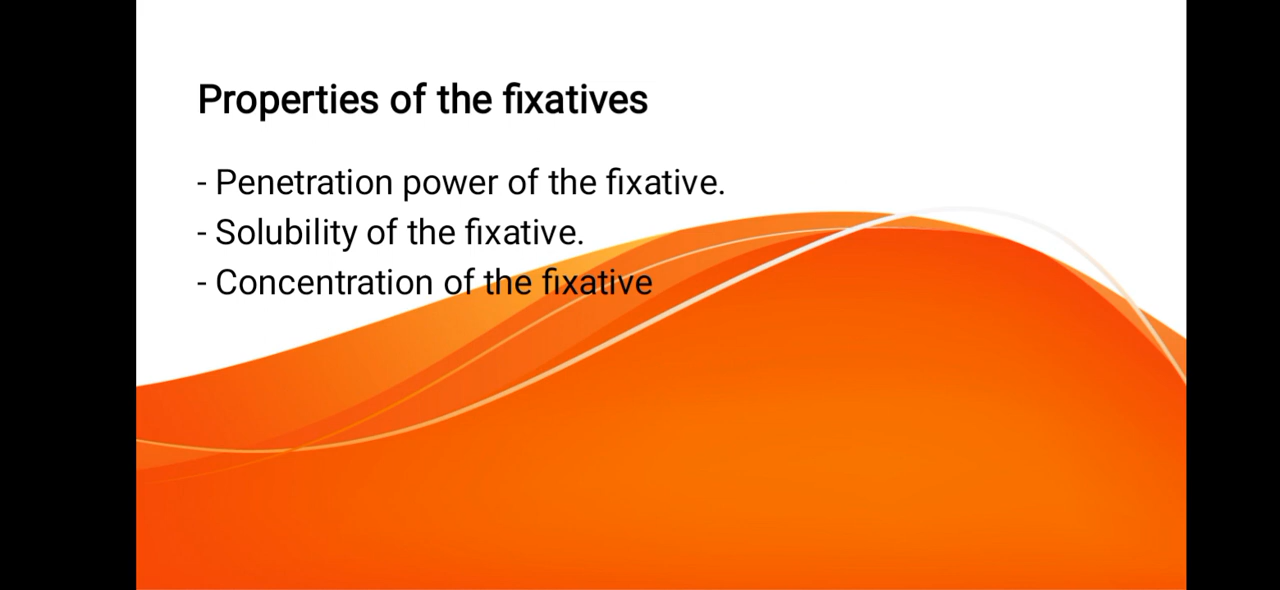 Properties of the fixatives
- Penetration power of the fixative.
- Solubility of the fixative.
- Concentration of the fixative